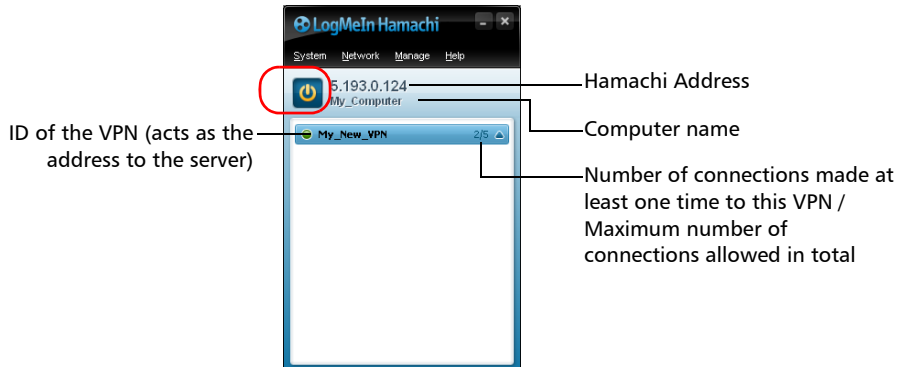 LogMeIn Hamachi
System Network Manage Help
5.193.0.124
My_Computer
Hamachi Address
Computer name
ID of the VPN (acts as the
address to the server)
My_New_VPN 2/5
Number of connections made at
least one time to this VPN /
Maximum number of
connections allowed in total